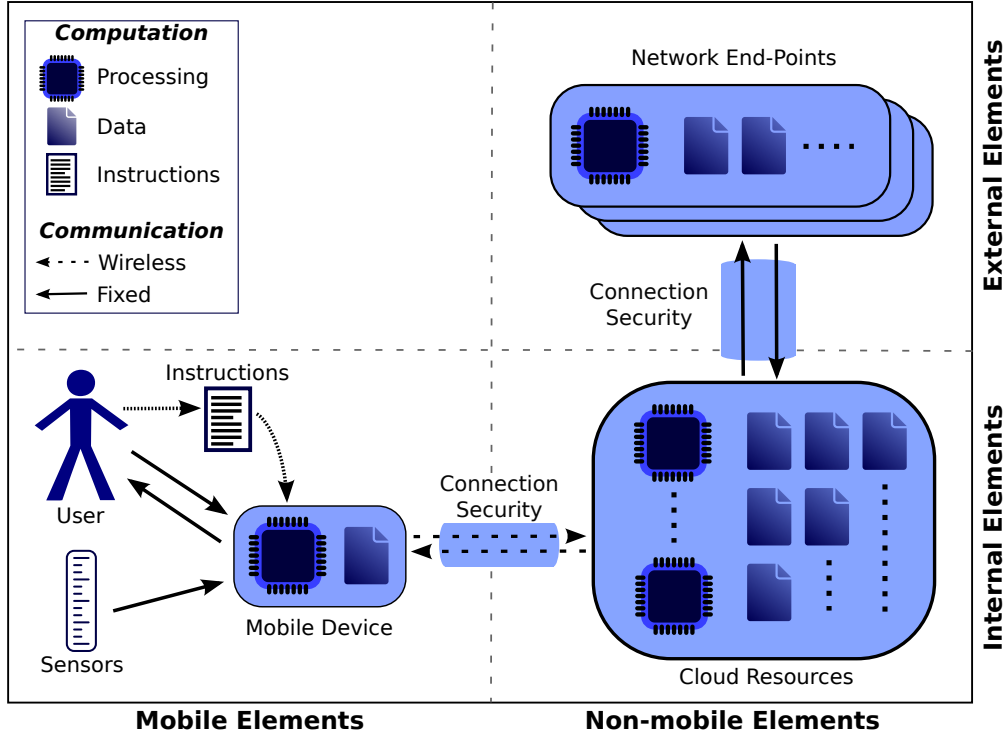 Computation
Processing
Data
Instructions
Communication
Wireless
Fixed
Network End-Points
Connection
Security
External Elements
Instructions
User
Sensors
Mobile Device
Connection
Security
Cloud Resources
Internal Elements
Mobile Elements
Non-mobile Elements